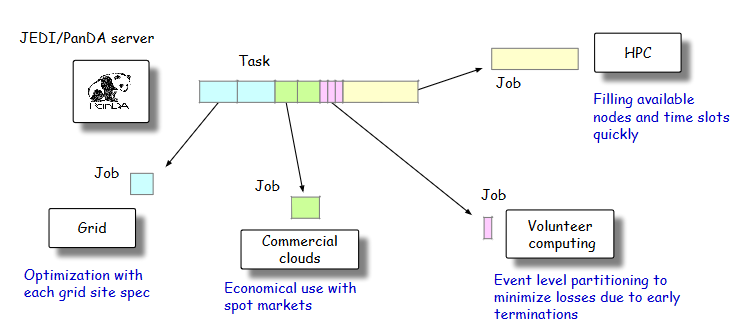 JEDI/PanDA server
PanDA
Task
Job
HPC
Filling available
nodes and time slots
quickly
Job
Grid
Optimization with
each grid site spec
Job
Commercial
clouds
Economical use with
spot markets
Job
Volunteer
computing
Event level partitioning to
minimize losses due to early
terminations